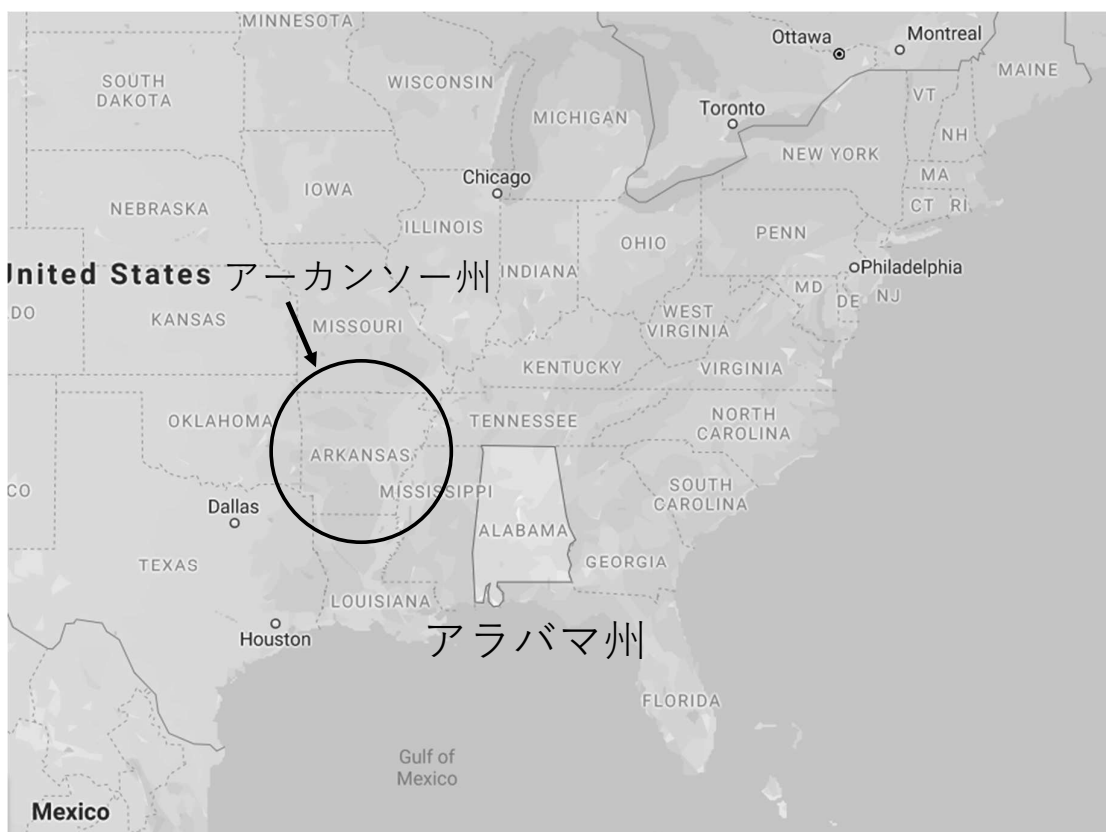 MINNESOTA
Ottawa
Montreal
MAINE
SOUTH
DAKOTA
WISCONSIN
VT
MICHIGAN
Toronto
NH
NEW YORK
Chicago
MA
IOWA
NEBRASKA
CT
RI
ILLINOIS
PENN
OHIO
United States
アーカンソー州
INDIANA
Philadelphia
MD
DE
NJ
DO
KANSAS
MISSOURI
WEST
VIRGINIA
KENTUCKY
VIRGINIA
OKLAHOMA
TENNESSEE
NORTH
CAROLINA
ARKANSAS
CO
MISSISSIPPI
SOUTH
CAROLINA
Dallas
ALABAMA
TEXAS
GEORGIA
LOUISIANA
Houston
アラバマ州
FLORIDA
Gulf of
Mexico
Mexico